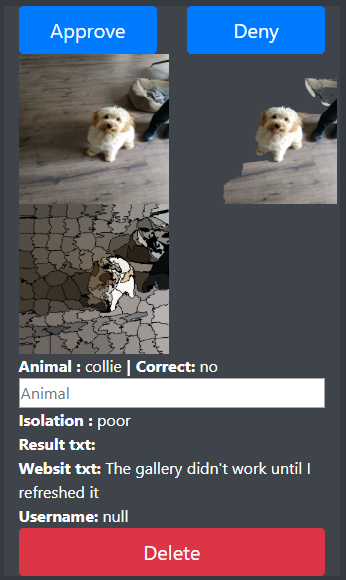 Approve
Deny
Animal : collie | Correct: no
Animal
Isolation : poor
Result txt:
Websit txt: The gallery didn't work until I
refreshed it
Username: null
Delete